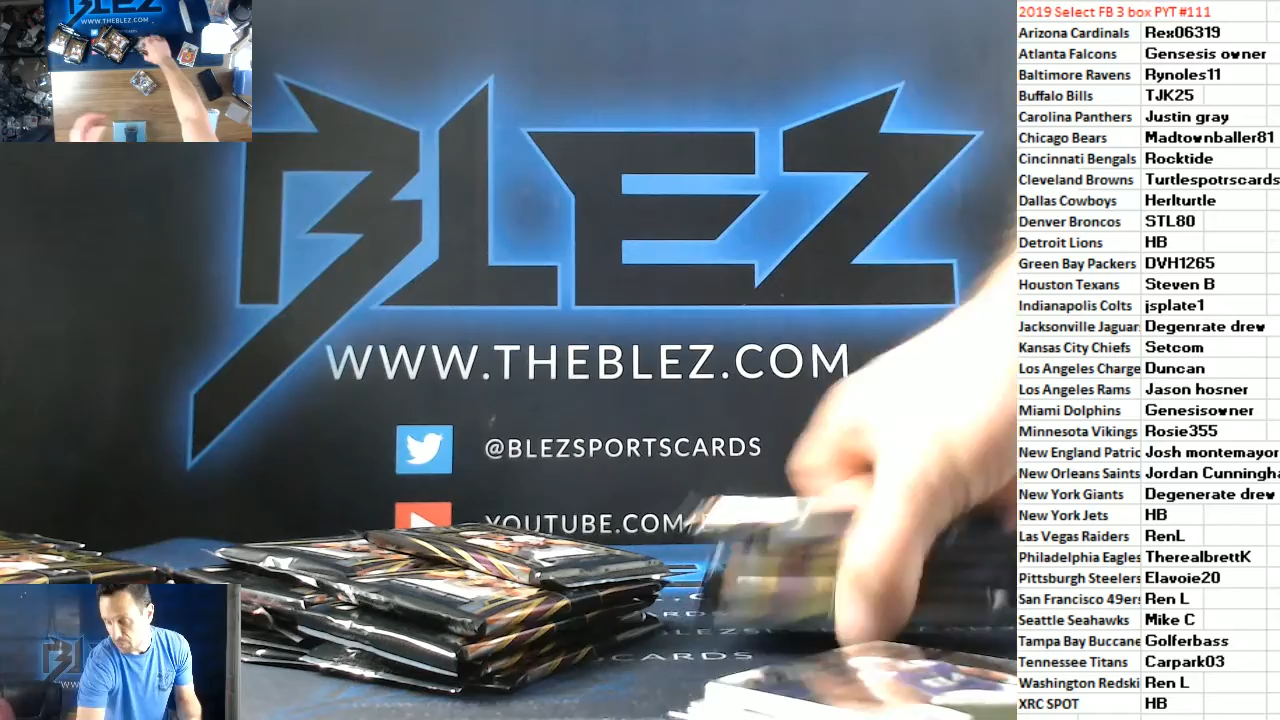 WWW.THEBLEZ.COM
BLEZ
WWW.THEBLEZ.COM
@BLEZSPORTSCARDS
YOUTUBE.COM/
2019 Select FB 3 box PYT #111
Arizona Cardinals Rex06319
Atlanta Falcons Gensesis owner
Baltimore Ravens Rynoles11
Buffalo Bills TJK25
Carolina Panthers Justin gray
Chicago Bears Madtownballer81
Cincinnati Bengals Rocktide
Cleveland Browns Turtlespotrscards
Dallas Cowboys Herlturtle
Denver Broncos STL80
Detroit Lions HB
Green Bay Packers DVH1265
Houston Texans Steven B
Indianapolis Colts jsplate1
Jacksonville Jaguar Degenrate drew
Kansas City Chiefs Setcom
Los Angeles Charge Duncan
Los Angeles Rams Jason hosner
Miami Dolphins Genesisowner
Minnesota Vikings Rosie355
New England Patric Josh montemayor
New Orleans Saints Jordan Cunningha
New York Giants Degenerate drew
New York Jets HB
Las Vegas Raiders RenL
Philadelphia Eagles TherealbrettK
Pittsburgh Steelers Elavoie20
San Francisco 49ers Ren L
Seattle Seahawks Mike C
Tampa Bay Buccane Golferbass
Tennessee Titans Carpark03
Washington Redski Ren L
XRC SPOT HB